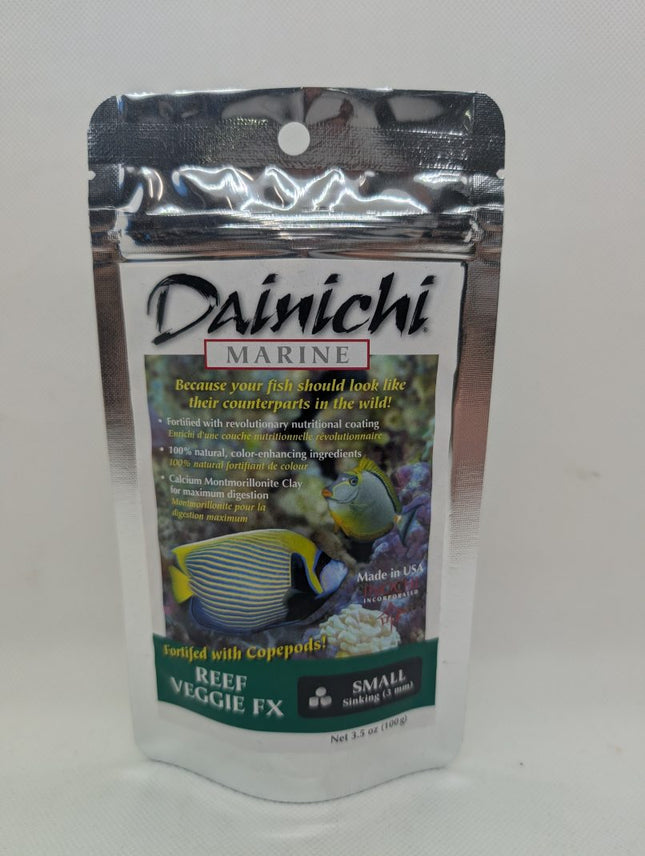 Dainichi
MARINE
Because your fish should look like
their counterparts in the wild!
• Fortified with revolutionary nutritional coating
Enrichi d'une couche nutritionnelle révolutionnaire
• 100% natural, color-enhancing ingredients
100% natural fortifiant de colour
• Calcium Montmorillonite Clay
for maximum digestion
Montmorillonite pour la
digestion maximum
Made in USA
INCORPORATED
Fortifed with Copepods!
REEF
VEGGIE FX
SMALL
Sinking (3 mm)
Net 3.5 oz (100g)